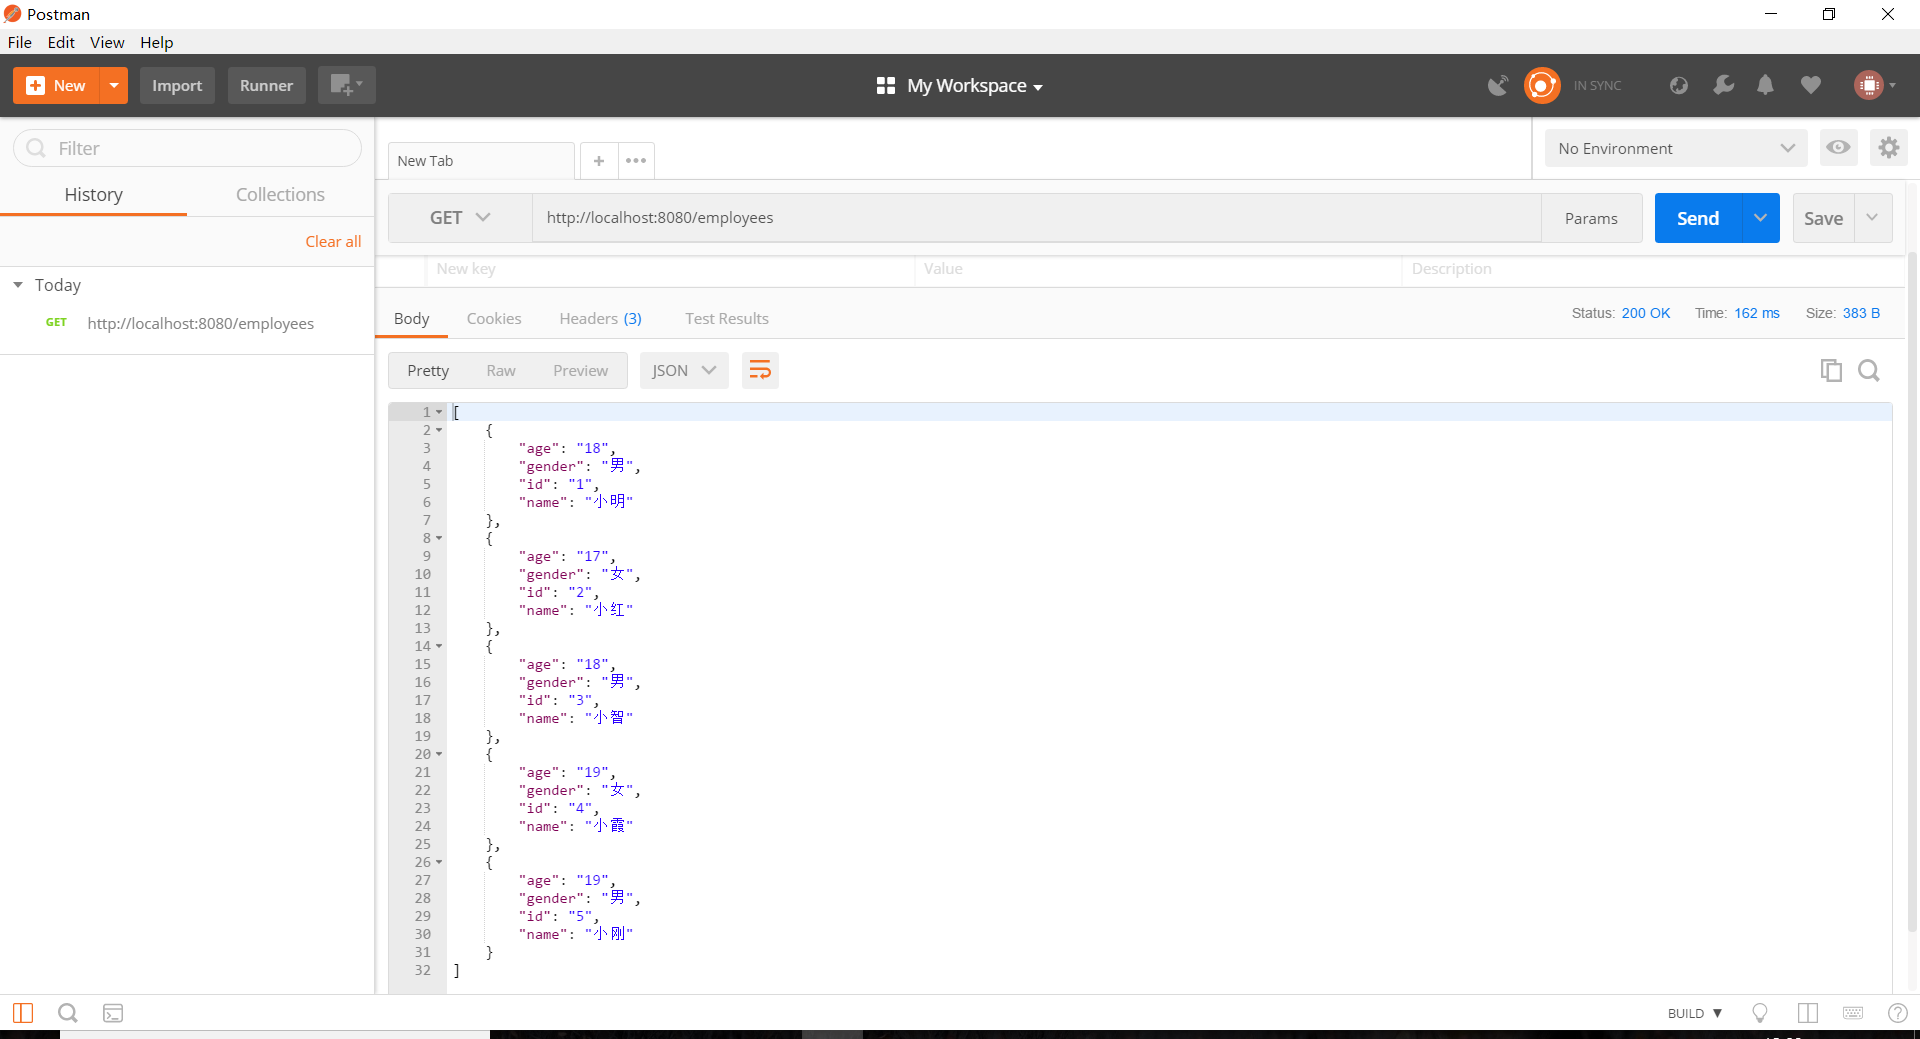 Postman
File Edit View Help
New Import Runner My Workspace IN SYNC
Filter
History Collections
Clear all
Today
GET http://localhost:8080/employees
New Tab
No Environment
GET http://localhost:8080/employees Params Send Save
New key Value Description
Body Cookies Headers (3) Test Results Status: 200 OK Time: 162 ms Size: 383 B
Pretty Raw Preview JSON
1 [
2 {
3 "age": "18",
4 "gender": "男",
5 "id": "1",
6 "name": "小明"
7 },
8 {
9 "age": "17",
10 "gender": "女",
11 "id": "2",
12 "name": "小红"
13 },
14 {
15 "age": "18",
16 "gender": "男",
17 "id": "3",
18 "name": "小智"
19 },
20 {
21 "age": "19",
22 "gender": "女",
23 "id": "4",
24 "name": "小霞"
25 },
26 {
27 "age": "19",
28 "gender": "男",
29 "id": "5",
30 "name": "小刚"
31 }
32 ]
BUILD